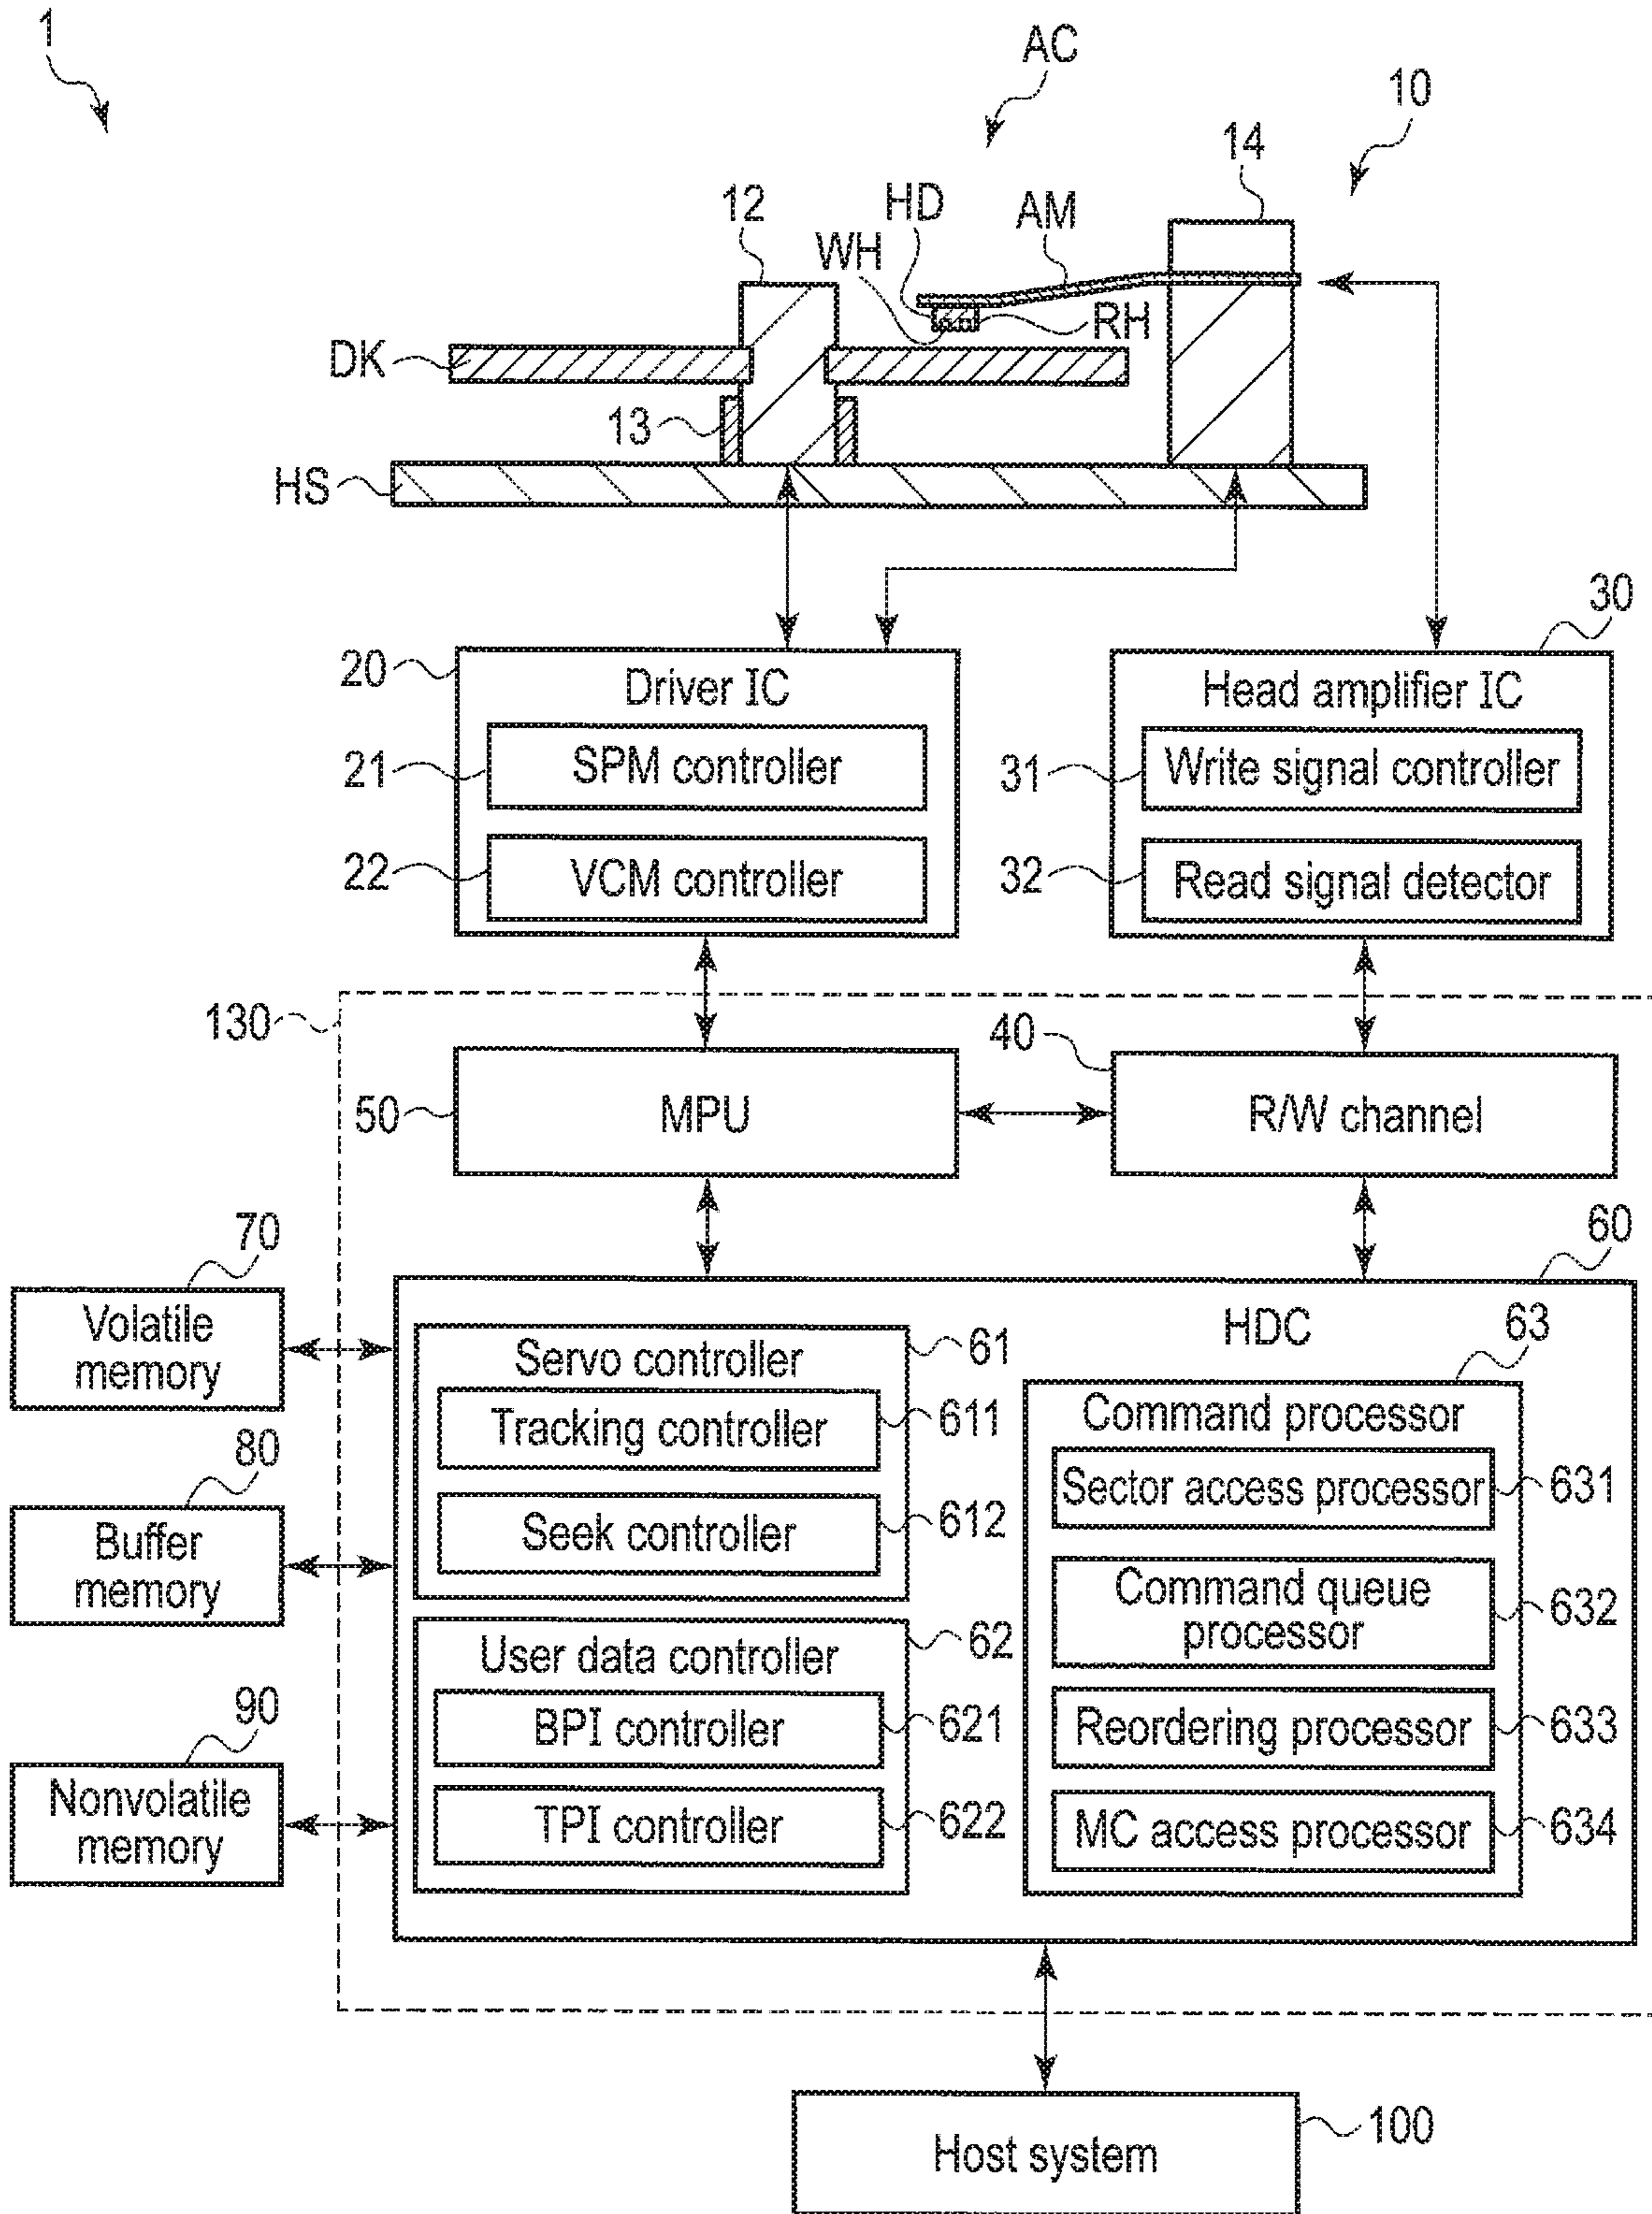 1
AC
10
14
12
HD
AM
WH
RH
DK
13
HS
30
20
Driver IC
Head amplifier IC
21
SPM controller
31
Write signal controller
22
VCM controller
32
Read signal detector
130
40
50
MPU
R/W channel
70
60
Volatile
memory
HDC
61
Servo controller
63
Tracking controller
611
Command processor
80
Sector access processor
631
Seek controller
612
Buffer
memory
Command queue
processor
632
62
User data controller
90
BPI controller
621
Reordering processor
633
Nonvolatile
memory
TPI controller
622
MC access processor
634
Host system
100